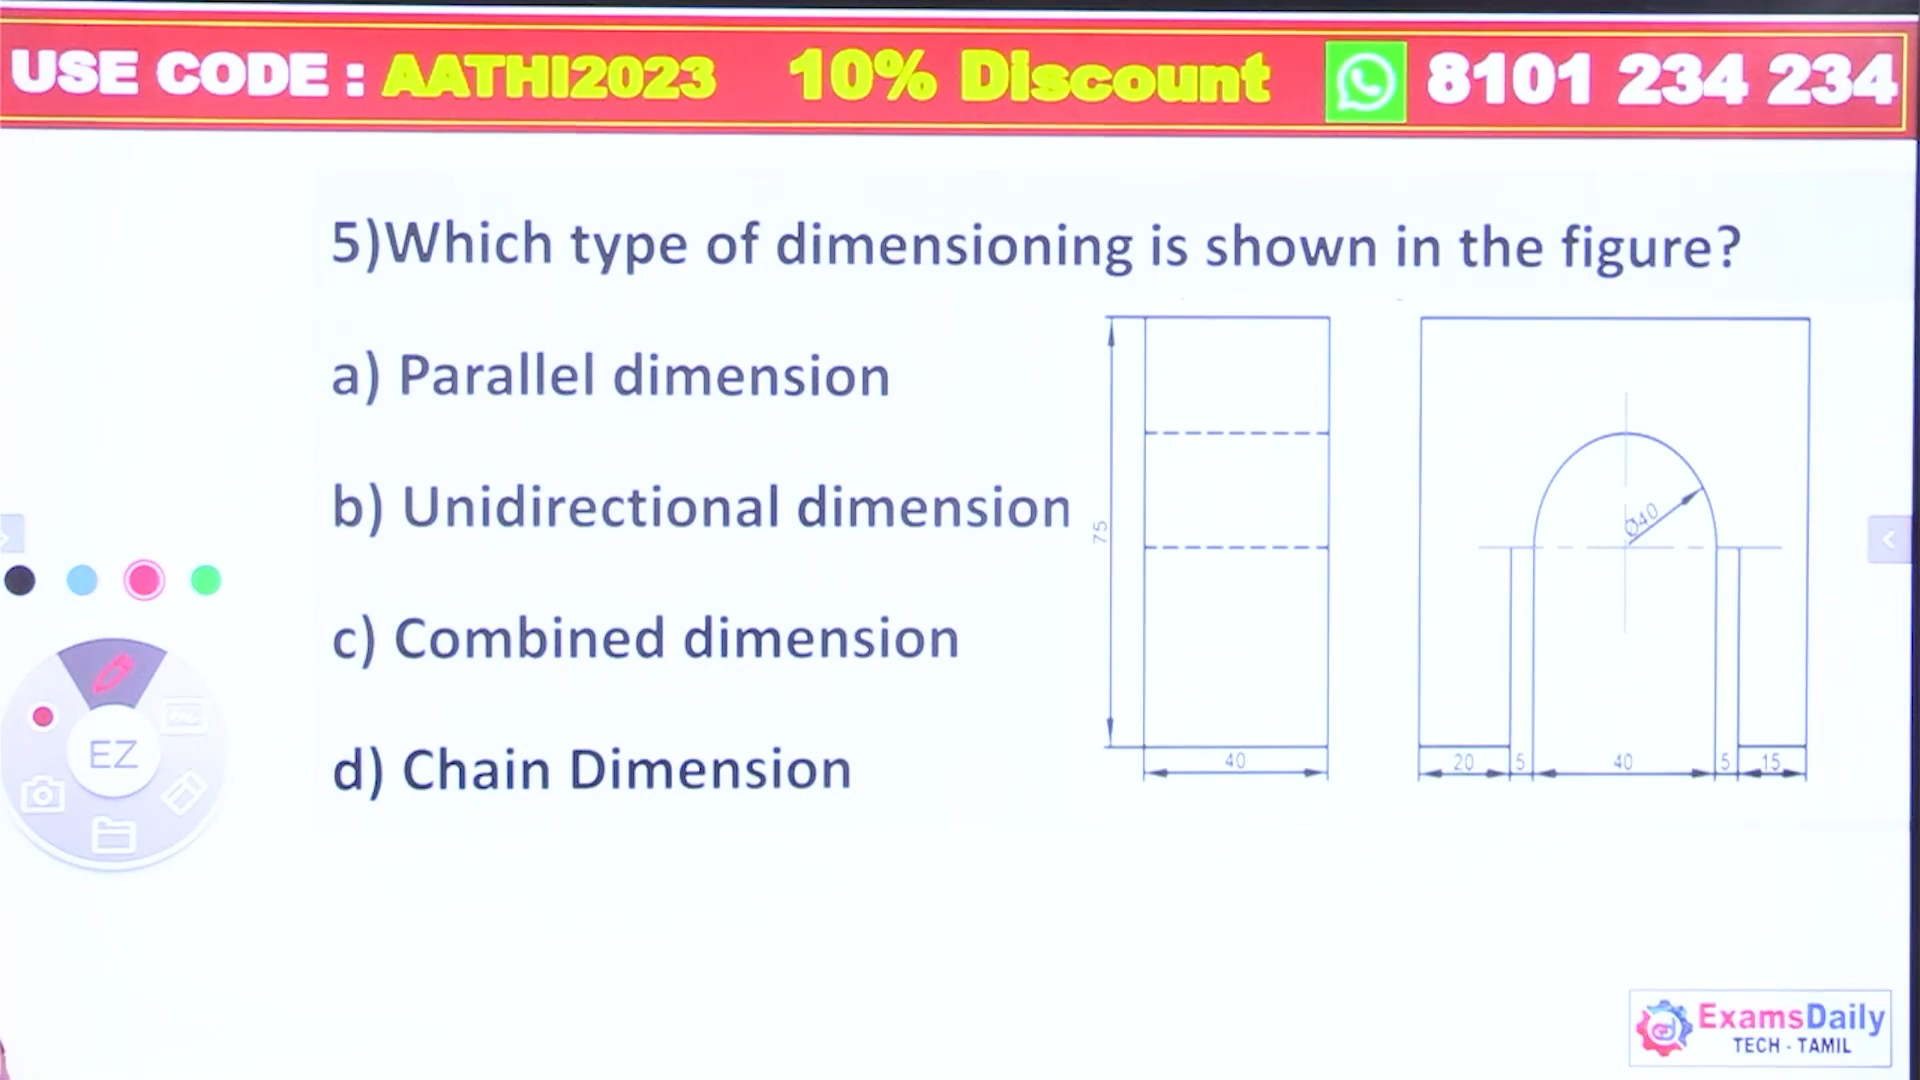 USE CODE : AATHI2023 10% Discount 8101 234 234
5)Which type of dimensioning is shown in the figure?
a) Parallel dimension
b) Unidirectional dimension
c) Combined dimension
d) Chain Dimension
75
40
Ø40
20 5 40 5 15
EZ
ExamsDaily
TECH - TAMIL